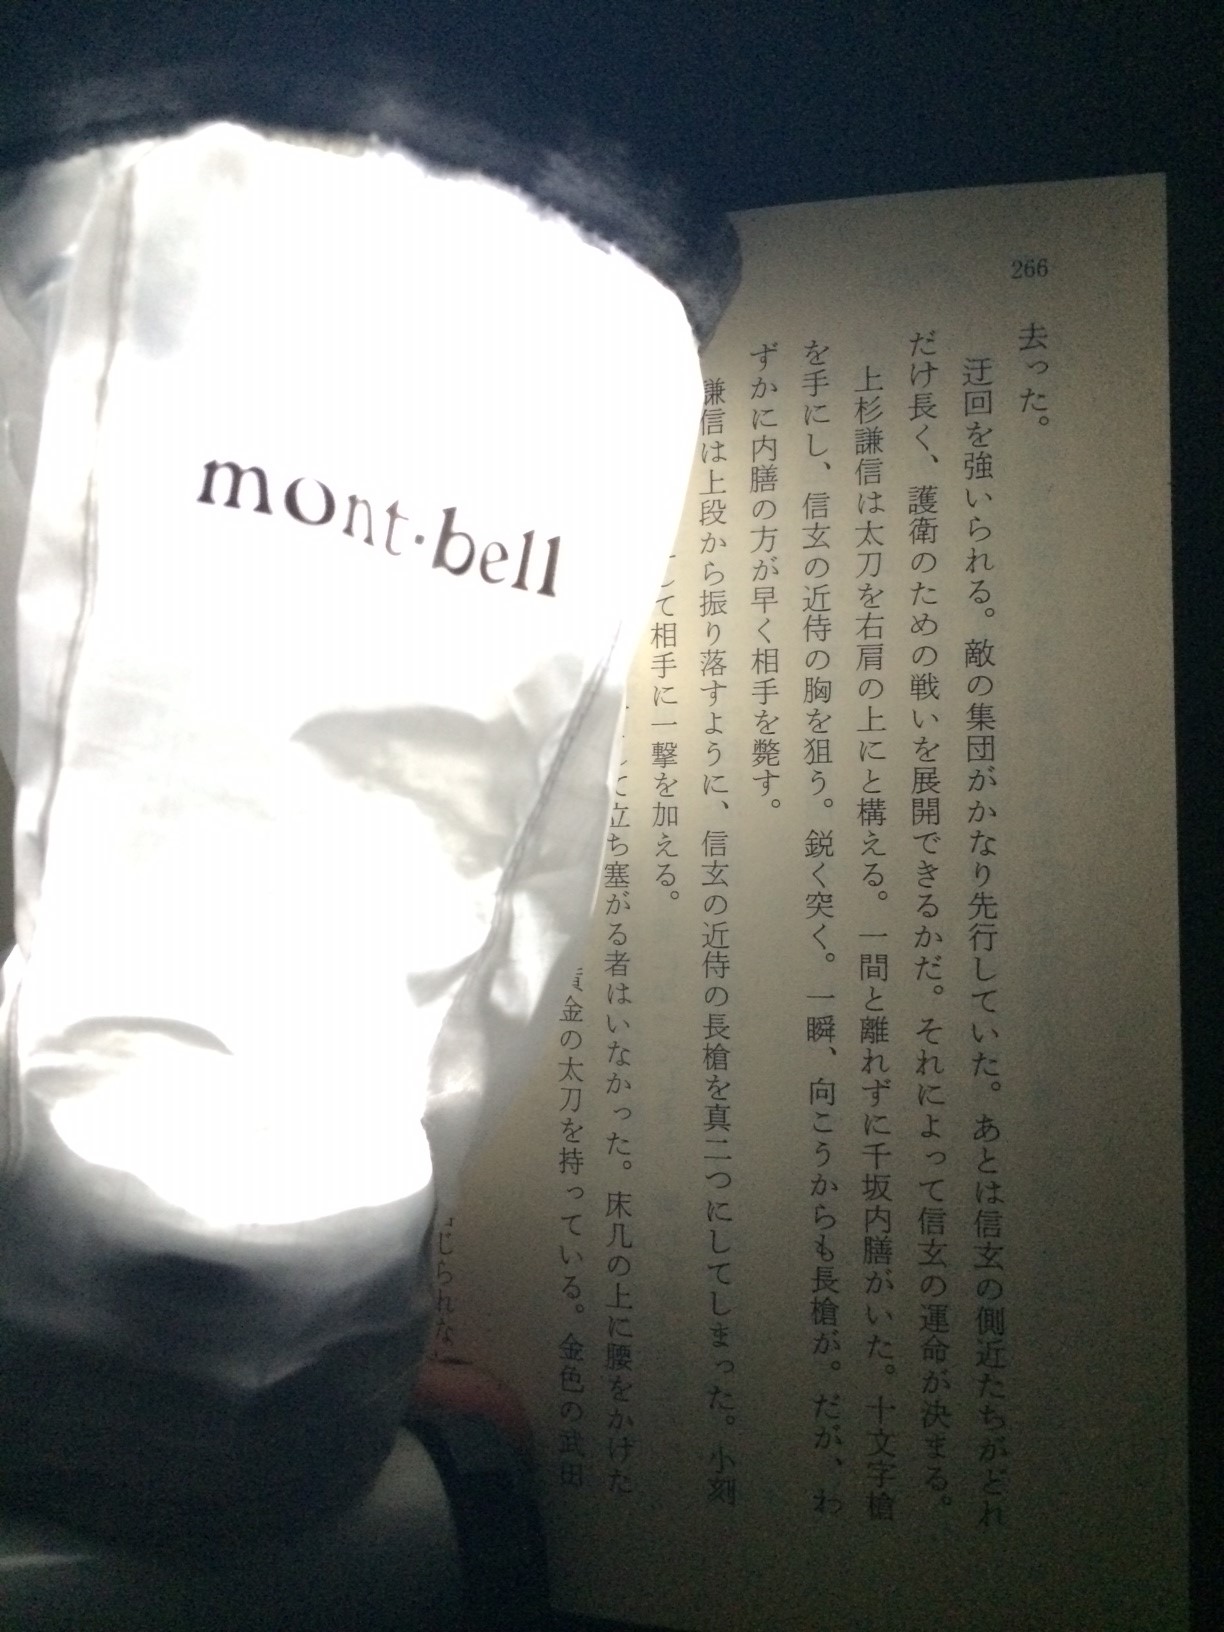 mont·bell
266
去った。
迂回を強いられる。敵の集団がかなり先行していた。あとは信玄の側近たちがどれ
だけ長く、護衛のための戦いを展開できるかだ。それによって信玄の運命が決まる。
上杉謙信は太刀を右肩の上にと構える。一間と離れずに千坂内膳がいた。十文字槍
を手にし、信玄の近侍の胸を狙う。鋭く突く。一瞬、向こうからも長槍が。だが、わ
ずかに内膳の方が早く相手を斃す。
謙信は上段から振り落すように、信玄の近侍の長槍を真二つにしてしまった。小刻
して相手に一撃を加える。
て立ち塞がる者はいなかった。床几の上に腰をかけた
黄金の太刀を持っている。金色の武田
じられな